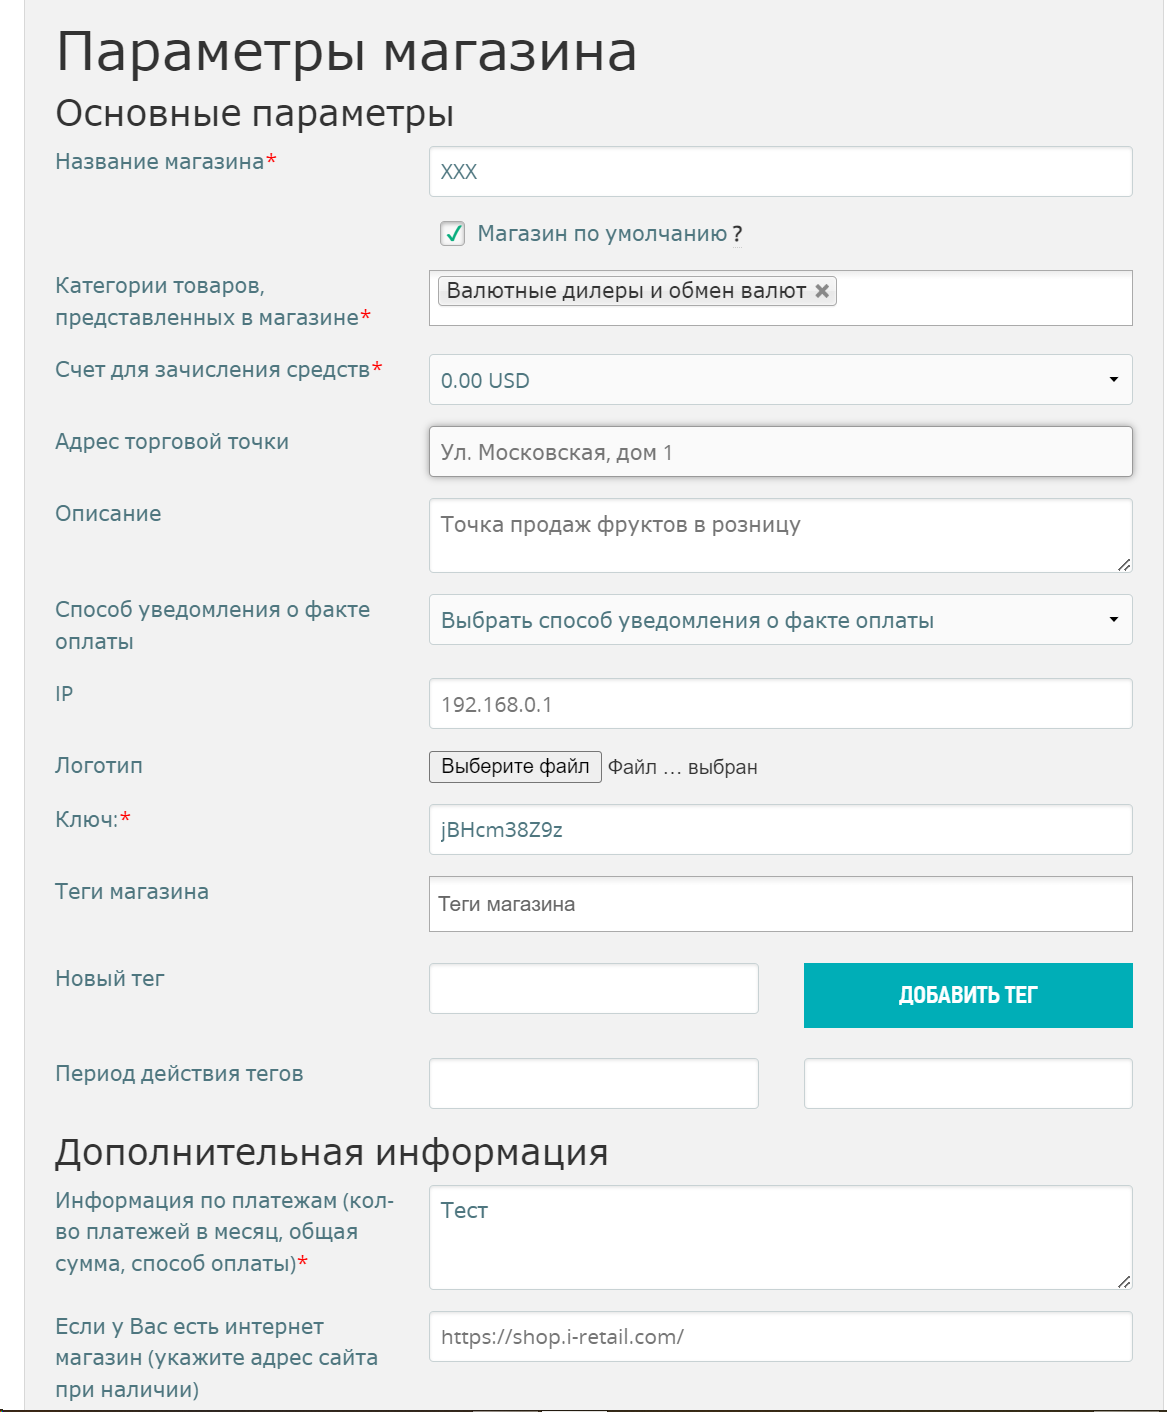 Параметры магазина
Основные параметры
Название магазина*
XXX
Магазин по умолчанию ?
Категории товаров,
представленных в магазине*
Валютные дилеры и обмен валют
Счет для зачисления средств*
0.00 USD
Адрес торговой точки
Ул. Московская, дом 1
Описание
Точка продаж фруктов в розницу
Способ уведомления о факте
оплаты
Выбрать способ уведомления о факте оплаты
IP
192.168.0.1
Логотип
Выберите файл Файл ... выбран
Ключ:*
jBHcm38Z9z
Теги магазина
Теги магазина
Новый тег
ДОБАВИТЬ ТЕГ
Период действия тегов
Дополнительная информация
Информация по платежам (кол-
во платежей в месяц, общая
сумма, способ оплаты)*
Тест
Если у Вас есть интернет
магазин (укажите адрес сайта
при наличии)
https://shop.i-retail.com/